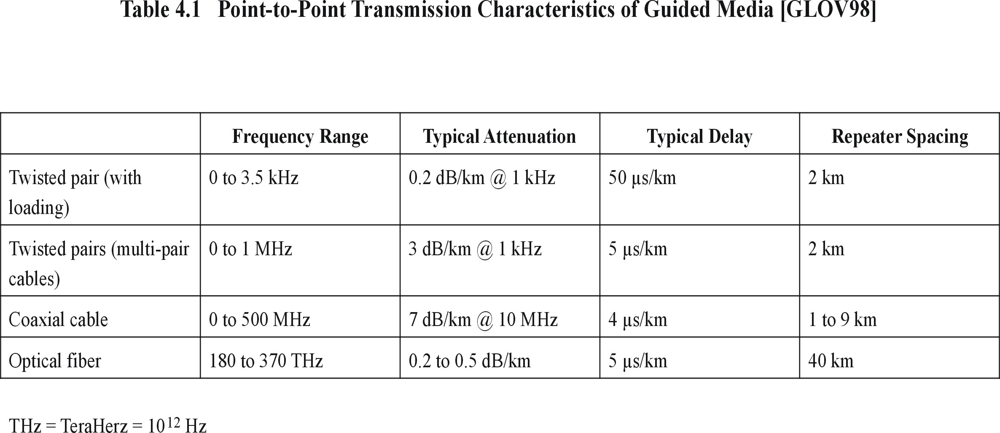 Table 4.1 Point-to-Point Transmission Characteristics of Guided Media [GLOV98]
Frequency Range Typical Attenuation Typical Delay Repeater Spacing
Twisted pair (with 0 to 3.5 kHz 0.2 dB/km @ 1 kHz 50 µs/km 2 km
loading)
Twisted pairs (multi-pair 0 to 1 MHz 3 dB/km @ 1 kHz 5 µs/km 2 km
cables)
Coaxial cable 0 to 500 MHz 7 dB/km @ 10 MHz 4 µs/km 1 to 9 km
Optical fiber 180 to 370 THz 0.2 to 0.5 dB/km 5 µs/km 40 km
THz = TeraHerz = 10¹² Hz